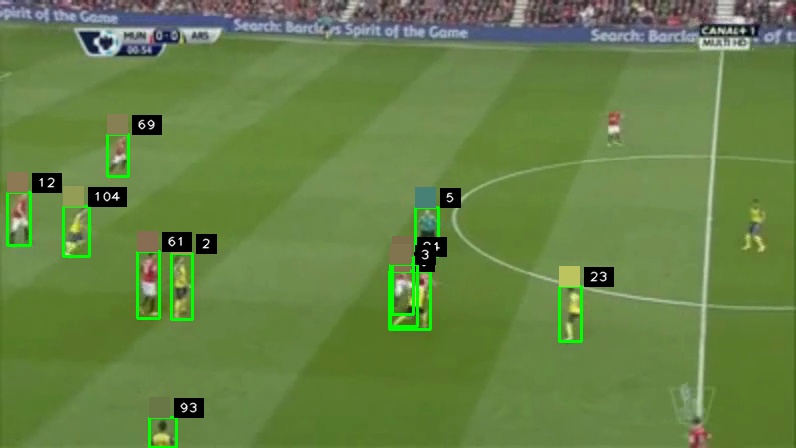 Spirit of the Game
Search: Barclays Spirit of the Game
Search: Barclay
of t
MUN 0-0 ARS
00:54
CANAL+ 1
MULTI HD
69
12
104
5
61
2
3
23
93